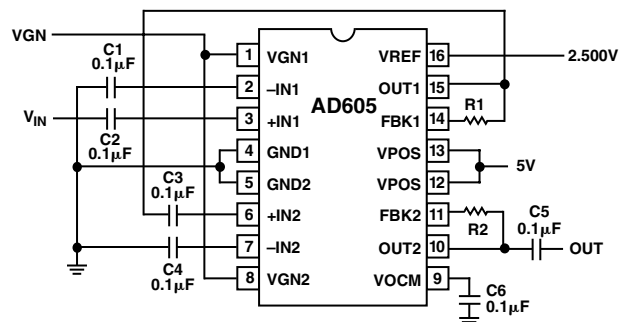 VGN
C1
0.1µF
1 VGN1
VREF 16
2.500V
2 –IN1
OUT1 15
AD605
R1
VIN
3 +IN1
FBK1 14
C2
0.1µF
4 GND1
VPOS 13
5V
5 GND2
VPOS 12
C3
0.1µF
6 +IN2
FBK2 11
C5
0.1µF
R2
7 –IN2
OUT2 10
OUT
C4
0.1µF
8 VGN2
VOCM 9
C6
0.1µF